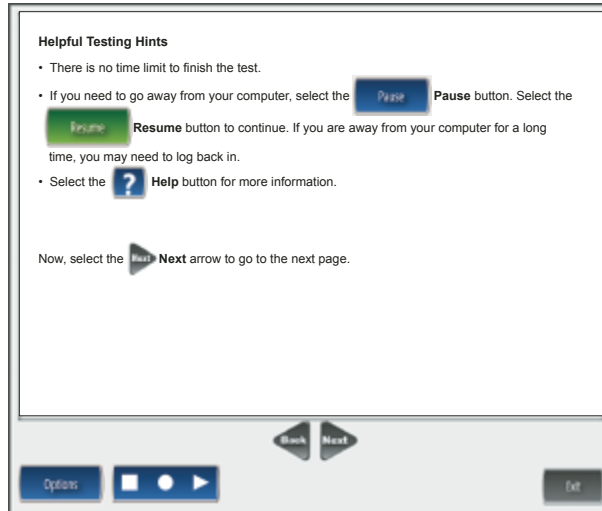 Helpful Testing Hints
• There is no time limit to finish the test.
• If you need to go away from your computer, select the Pause Pause button. Select the
Resume Resume button to continue. If you are away from your computer for a long
time, you may need to log back in.
• Select the ? Help button for more information.
Now, select the Next Next arrow to go to the next page.
Back Next
Options Exit